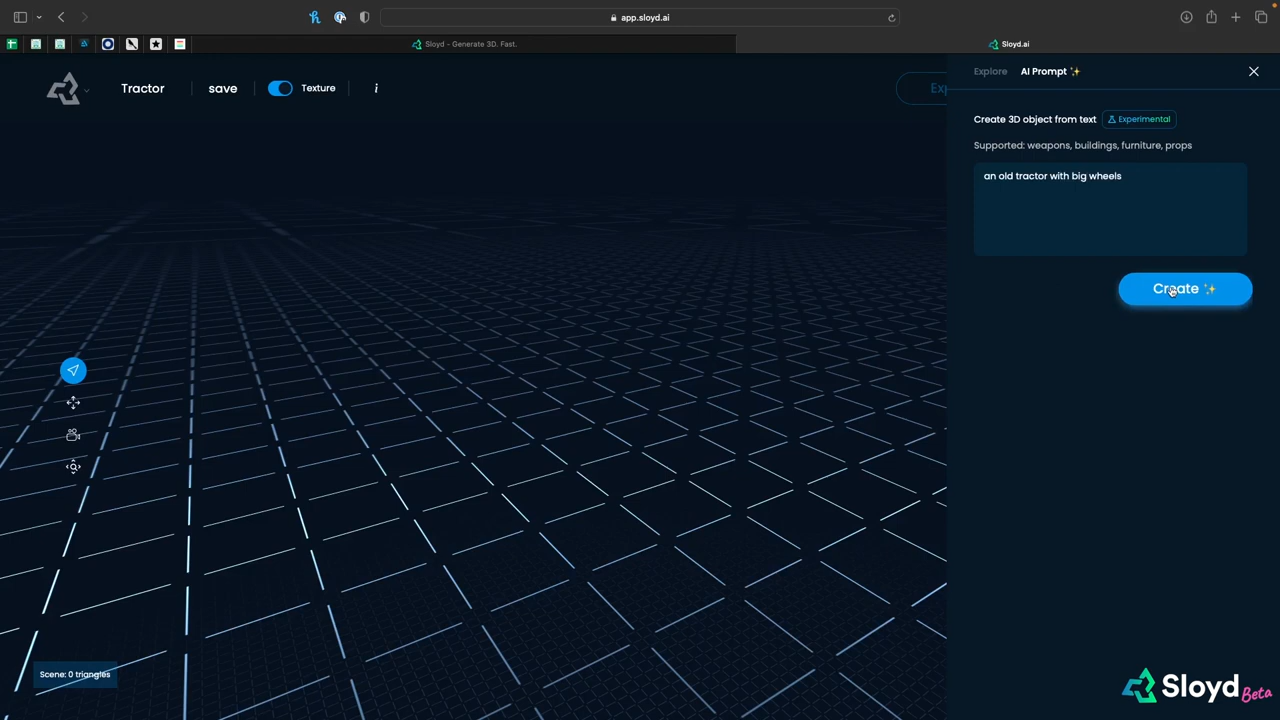 app.sloyd.ai
Sloyd - Generate 3D. Fast.
Sloyd.ai
Tractor
save
Texture
i
Exp
Explore
AI Prompt ✨
Create 3D object from text
Experimental
Supported: weapons, buildings, furniture, props
an old tractor with big wheels
Create ✨
Scene: 0 triangles
Sloyd Beta